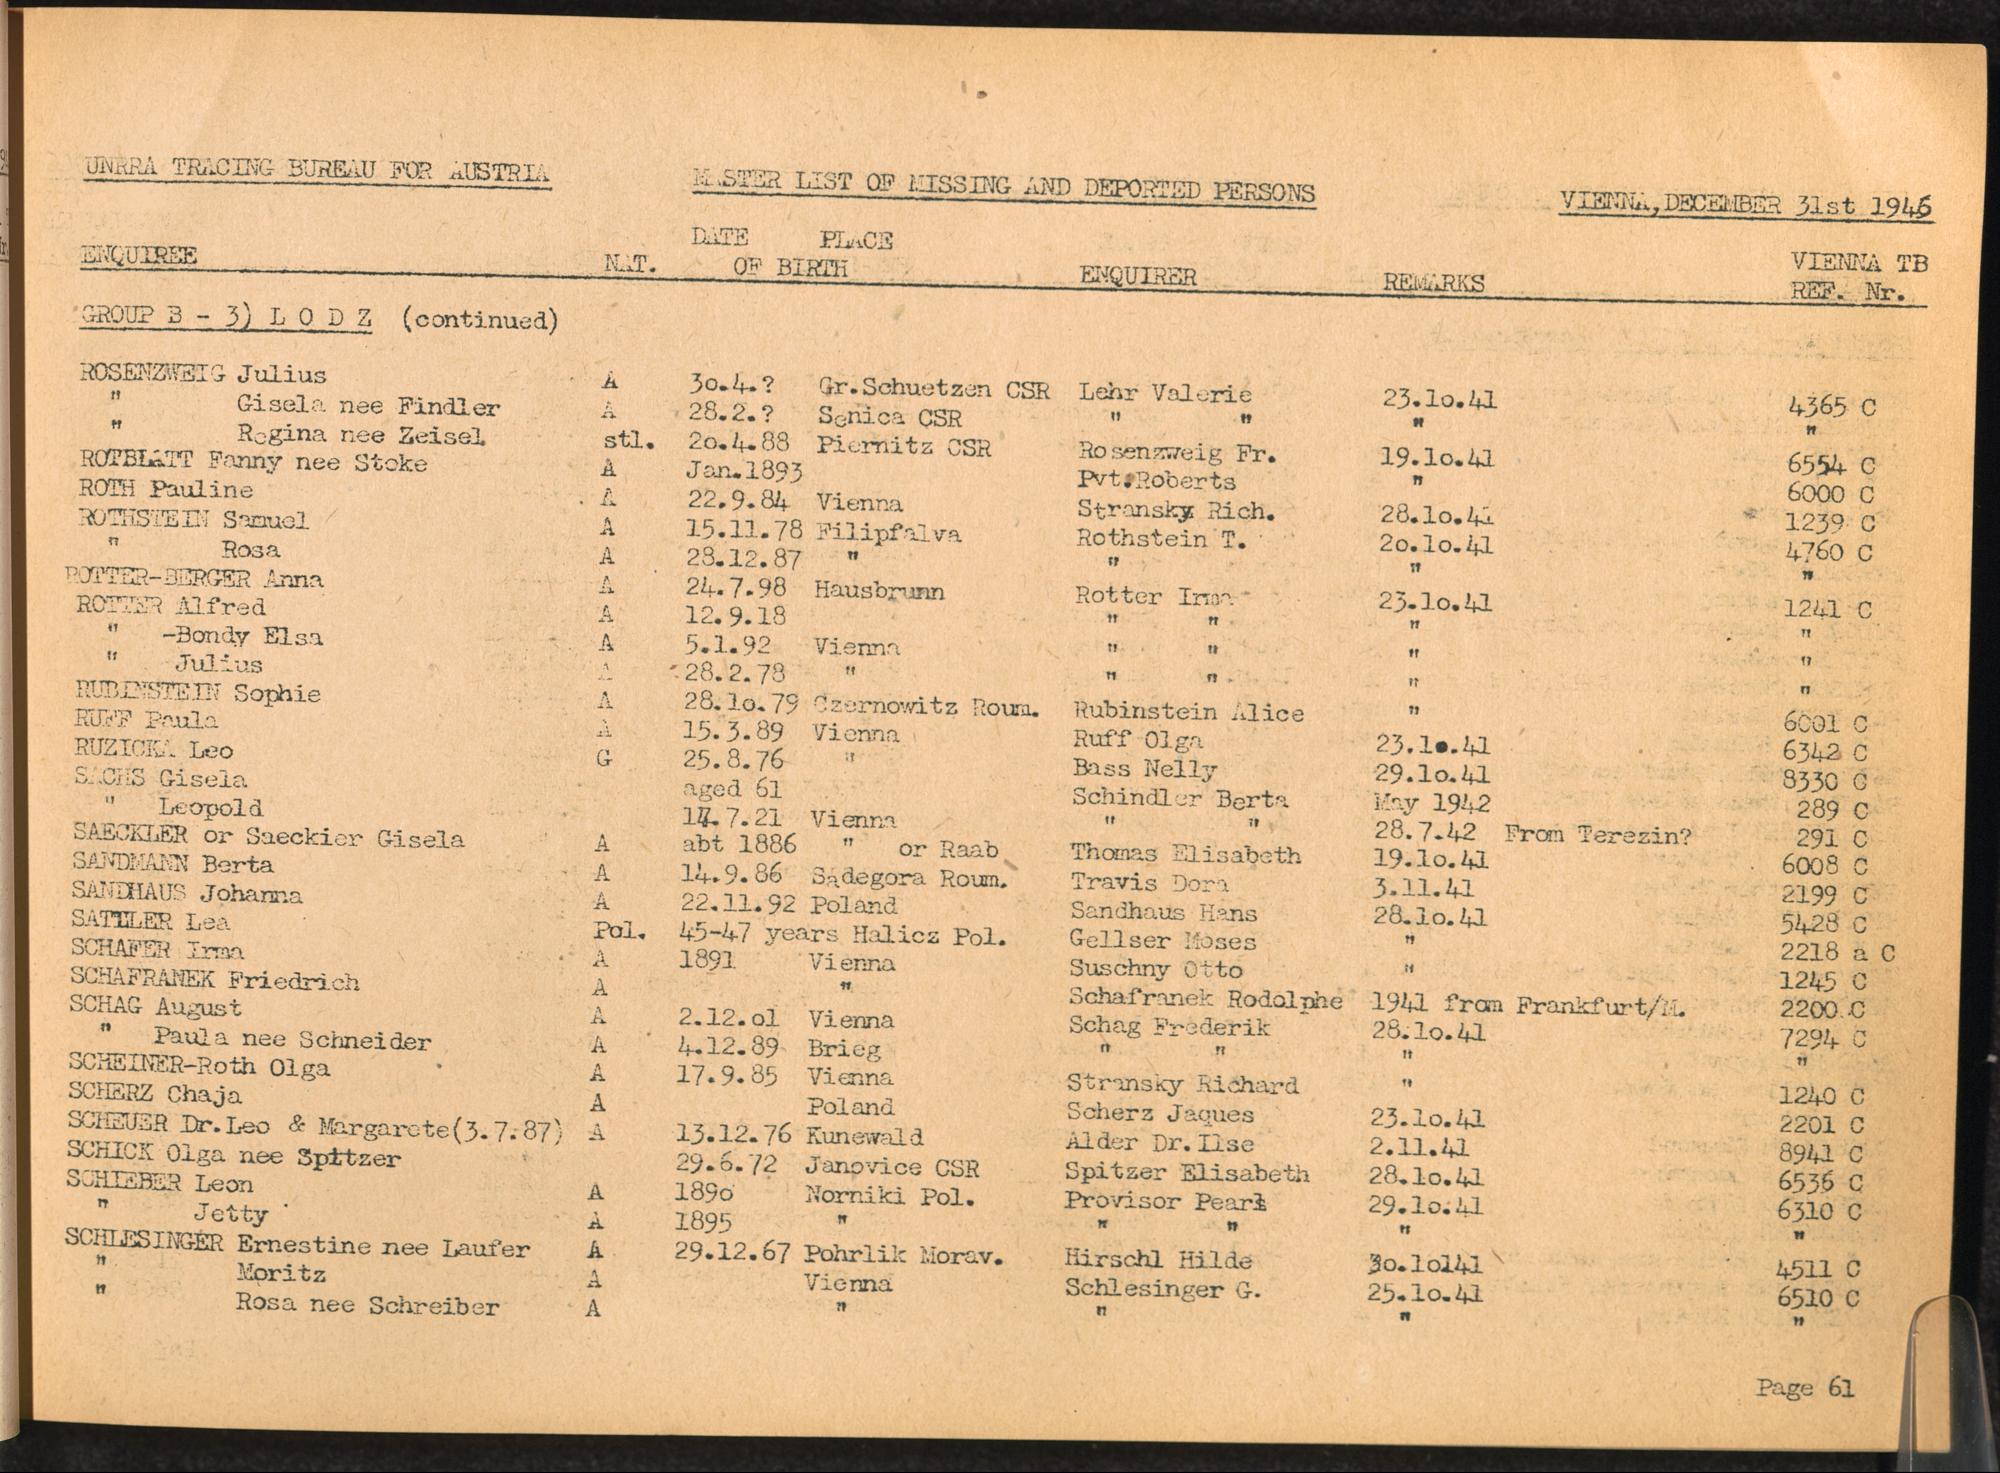 UNRRA TRACING BUREAU FOR AUSTRIA MASTER LIST OF MISSING AND DEPORTED PERSONS VIENNA, DECEMBER 31st 1946
DATE PLACE
ENQUIREE NAT. OF BIRTH ENQUIRER REMARKS VIENNA TB REF. Nr.
GROUP B - 3) L O D Z (continued)
ROSENZWEIG Julius A 30.4.? Gr.Schuetzen CSR Lehr Valerie 23.10.41 4365 C
" Gisela nee Findler A 28.2.? Senica CSR " " " "
" Regina nee Zeisel stl. 20.4.88 Piernitz CSR Rosenzweig Fr. 19.10.41 6554 C
ROTBLATT Fanny nee Stoke A Jan.1893 Pvt.Roberts " 6000 C
ROTH Pauline A 22.9.84 Vienna Stransky Rich. 28.10.41 1239 C
ROTHSTEIN Samuel A 15.11.78 Filipfalva Rothstein T. 20.10.41 4760 C
" Rosa A 28.12.87 " " " "
ROTTER-BERGER Anna A 24.7.98 Hausbrunn Rotter Irma 23.10.41 1241 C
ROTTER Alfred A 12.9.18 " " " "
" -Bondy Elsa A 5.1.92 Vienna " " " "
" Julius A 28.2.78 " " " " "
RUBINSTEIN Sophie A 28.10.79 Czernowitz Roum. Rubinstein Alice " 6001 C
RUFF Paula A 15.3.89 Vienna Ruff Olga 23.10.41 6342 C
RUZICKA Leo G 25.8.76 " Bass Nelly 29.10.41 8330 C
SACHS Gisela aged 61 Schindler Berta May 1942 289 C
" Leopold 14.7.21 Vienna " " 28.7.42 From Terezin? 291 C
SAECKLER or Saeckier Gisela A abt 1886 " or Raab Thomas Elisabeth 19.10.41 6008 C
SANDMANN Berta A 14.9.86 Sadegora Roum. Travis Dora 3.11.41 2199 C
SANDHAUS Johanna A 22.11.92 Poland Sandhaus Hans 28.10.41 5428 C
SATTLER Lea Pol. 45-47 years Halicz Pol. Gellser Moses " 2218 a C
SCHAFER Irma A 1891 Vienna Suschny Otto " 1245 C
SCHAFRANEK Friedrich A " Schafranek Rodolphe 1941 from Frankfurt/M. 2200 C
SCHAG August A 2.12.01 Vienna Schag Frederik 28.10.41 7294 C
" Paula nee Schneider A 4.12.89 Brieg " " " "
SCHEINER-Roth Olga A 17.9.85 Vienna Stransky Richard " 1240 C
SCHERZ Chaja A Poland Scherz Jaques 23.10.41 2201 C
SCHEUER Dr.Leo & Margarete(3.7.87) A 13.12.76 Kunewald Alder Dr.Ilse 2.11.41 8941 C
SCHICK Olga nee Spitzer 29.6.72 Janovice CSR Spitzer Elisabeth 28.10.41 6536 C
SCHIEBER Leon A 1890 Norniki Pol. Provisor Pearl 29.10.41 6310 C
" Jetty A 1895 " " " " "
SCHLESINGER Ernestine nee Laufer A 29.12.67 Pohrlik Morav. Hirschl Hilde 30.10141 4511 C
" Moritz A Vienna Schlesinger G. 25.10.41 6510 C
" Rosa nee Schreiber A " " " "
Page 61